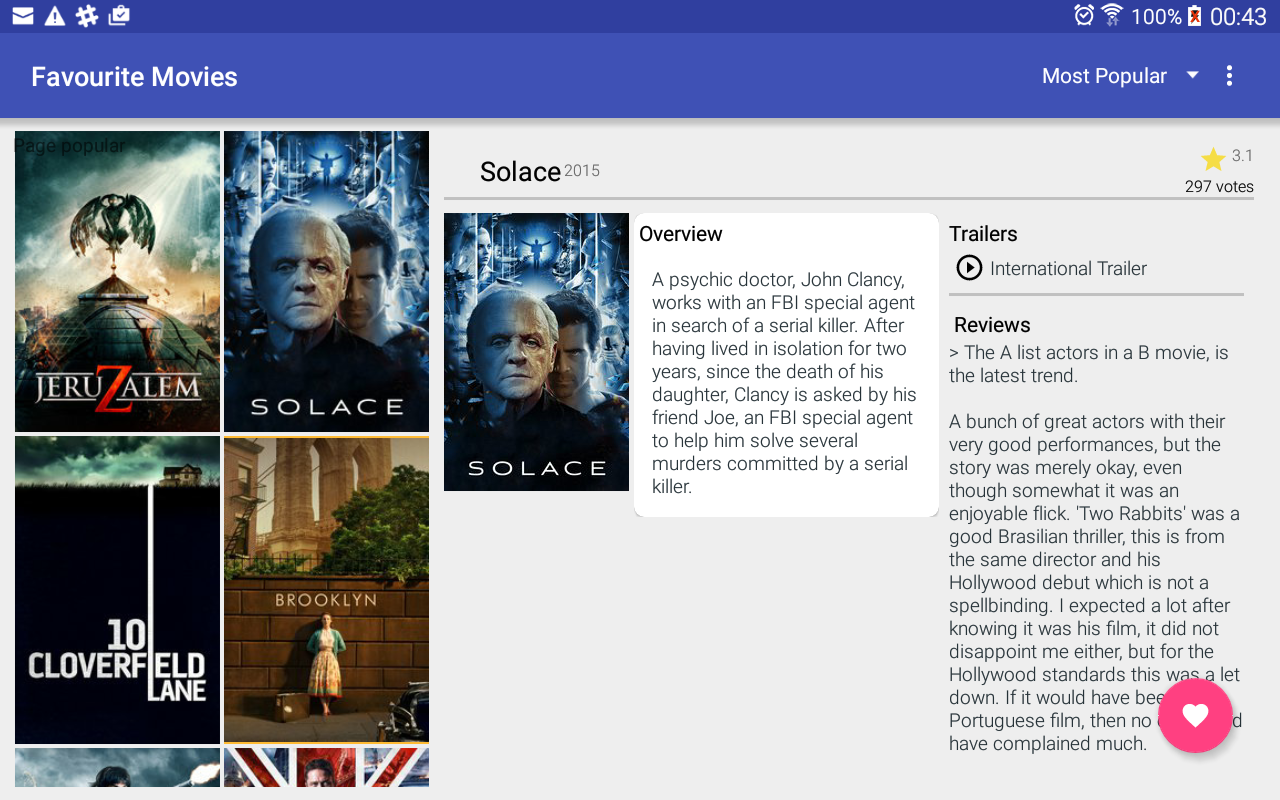 100% 00:43
Favourite Movies
Most Popular
Page popular
JERUZALEM
SOLACE
10
CLOVERFIELD
LANE
BROOKLYN
Solace 2015
3.1
297 votes
SOLACE
Overview
A psychic doctor, John Clancy,
works with an FBI special agent
in search of a serial killer. After
having lived in isolation for two
years, since the death of his
daughter, Clancy is asked by his
friend Joe, an FBI special agent
to help him solve several
murders committed by a serial
killer.
Trailers
International Trailer
Reviews
> The A list actors in a B movie, is
the latest trend.
A bunch of great actors with their
very good performances, but the
story was merely okay, even
though somewhat it was an
enjoyable flick. 'Two Rabbits' was a
good Brasilian thriller, this is from
the same director and his
Hollywood debut which is not a
spellbinding. I expected a lot after
knowing it was his film, it did not
disappoint me either, but for the
Hollywood standards this was a let
down. If it would have
Portuguese film, then no
have complained much.